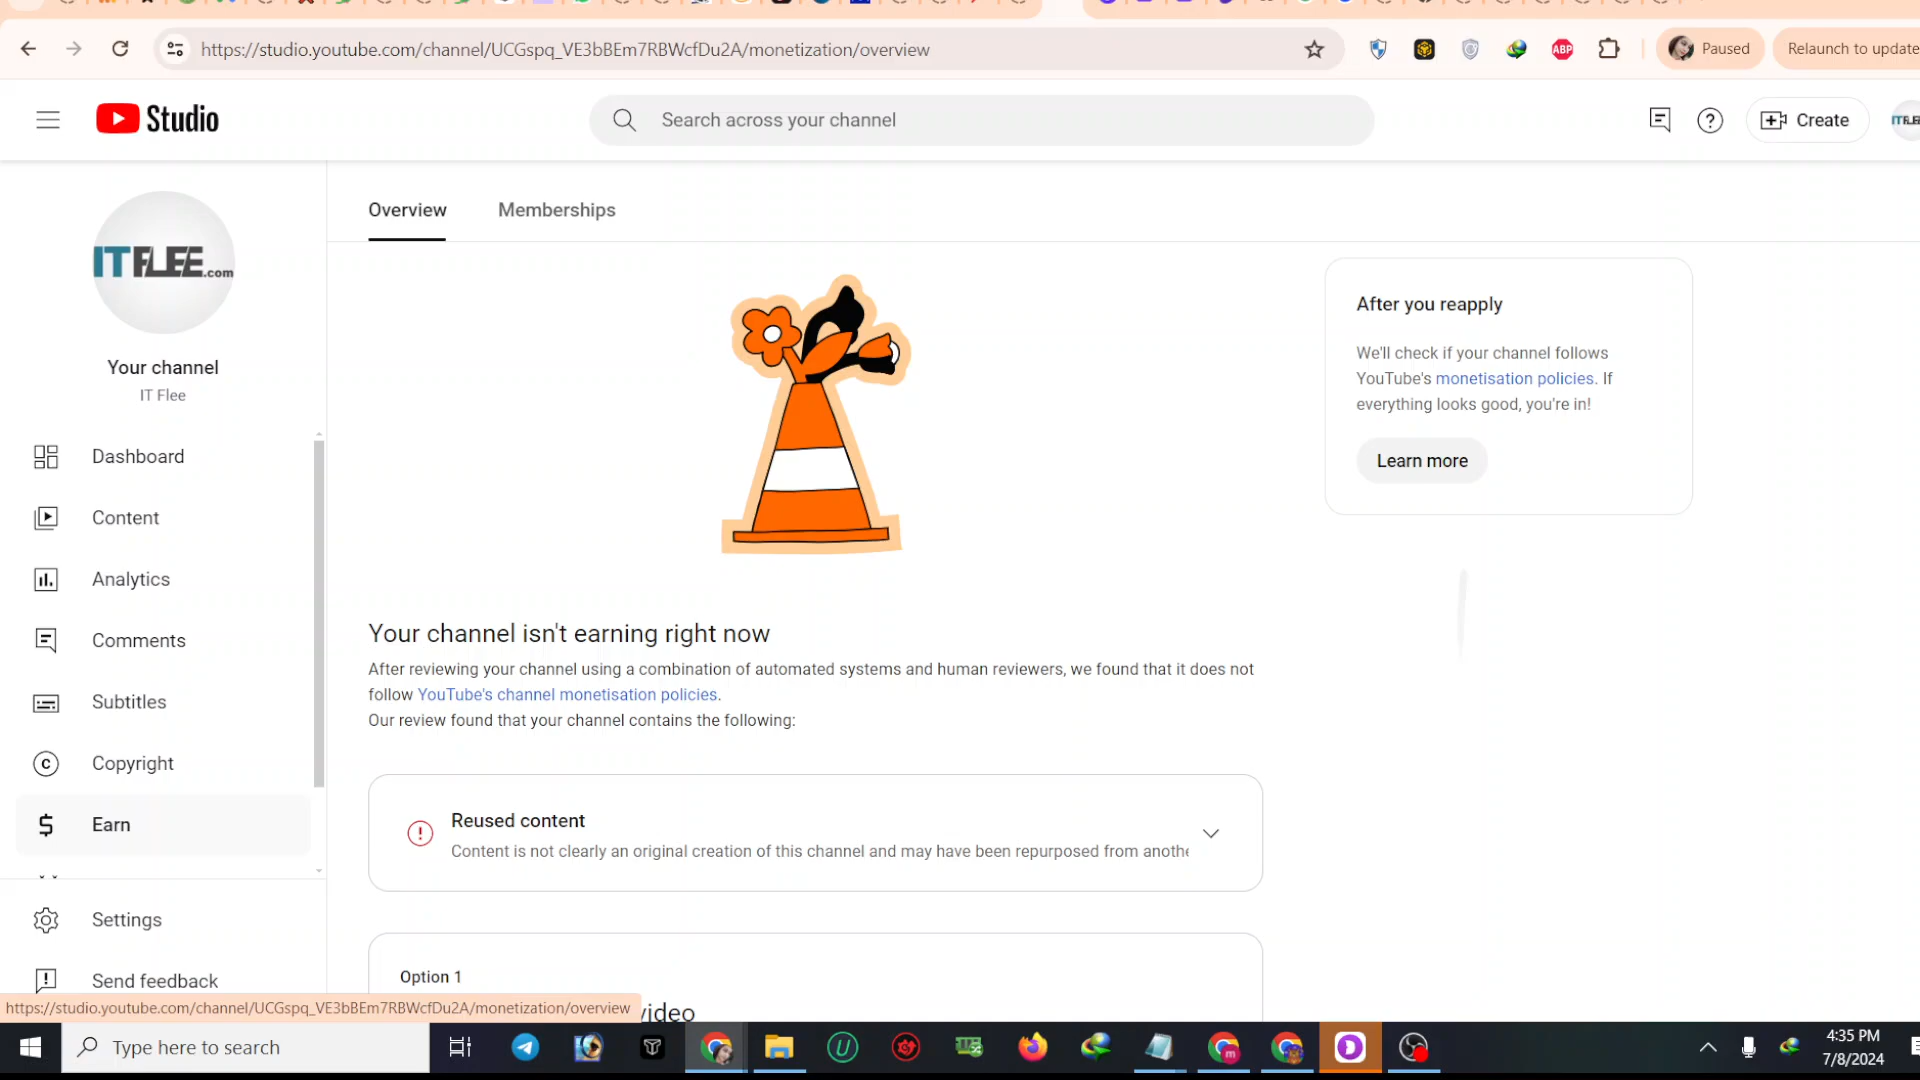 https://studio.youtube.com/channel/UCGspq_VE3bBEm7RBWcfDu2A/monetization/overview
ABP
Paused
Relaunch to update
Studio
Search across your channel
Create
IT FLEE.com
Your channel
IT Flee
Dashboard
Content
Analytics
Comments
Subtitles
Copyright
Earn
Settings
Send feedback
Overview
Memberships
Your channel isn't earning right now
After reviewing your channel using a combination of automated systems and human reviewers, we found that it does not
follow YouTube's channel monetisation policies.
Our review found that your channel contains the following:
Reused content
Content is not clearly an original creation of this channel and may have been repurposed from anothe
Option 1
video
After you reapply
We'll check if your channel follows
YouTube's monetisation policies. If
everything looks good, you're in!
Learn more
https://studio.youtube.com/channel/UCGspq_VE3bBEm7RBWcfDu2A/monetization/overview
Type here to search
4:35 PM
7/8/2024